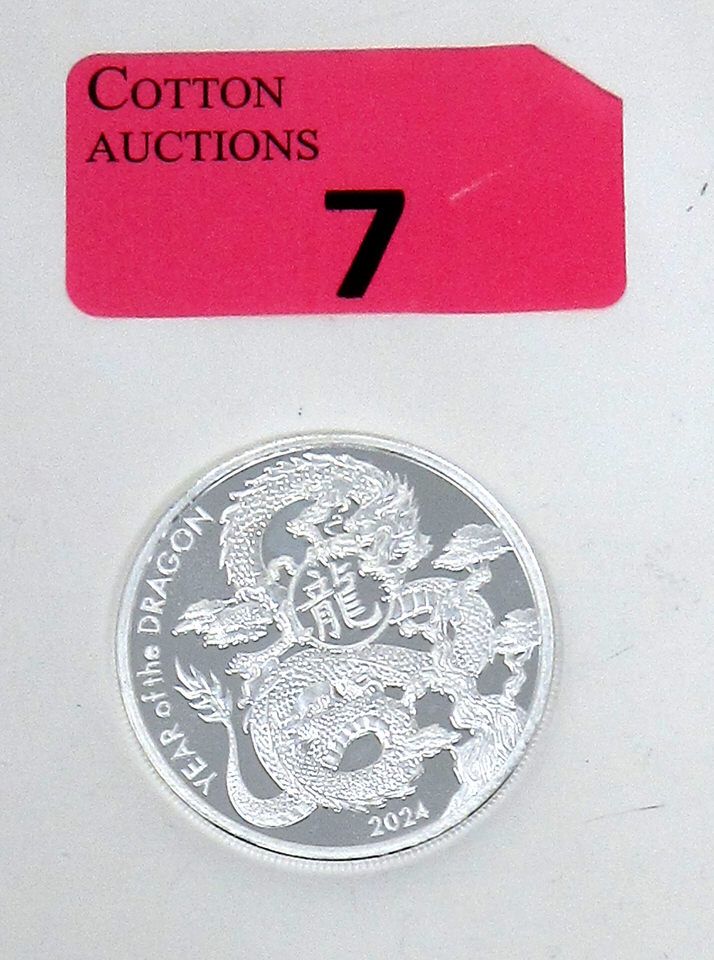 COTTON
AUCTIONS
7
YEAR of the DRAGON
龍
2024